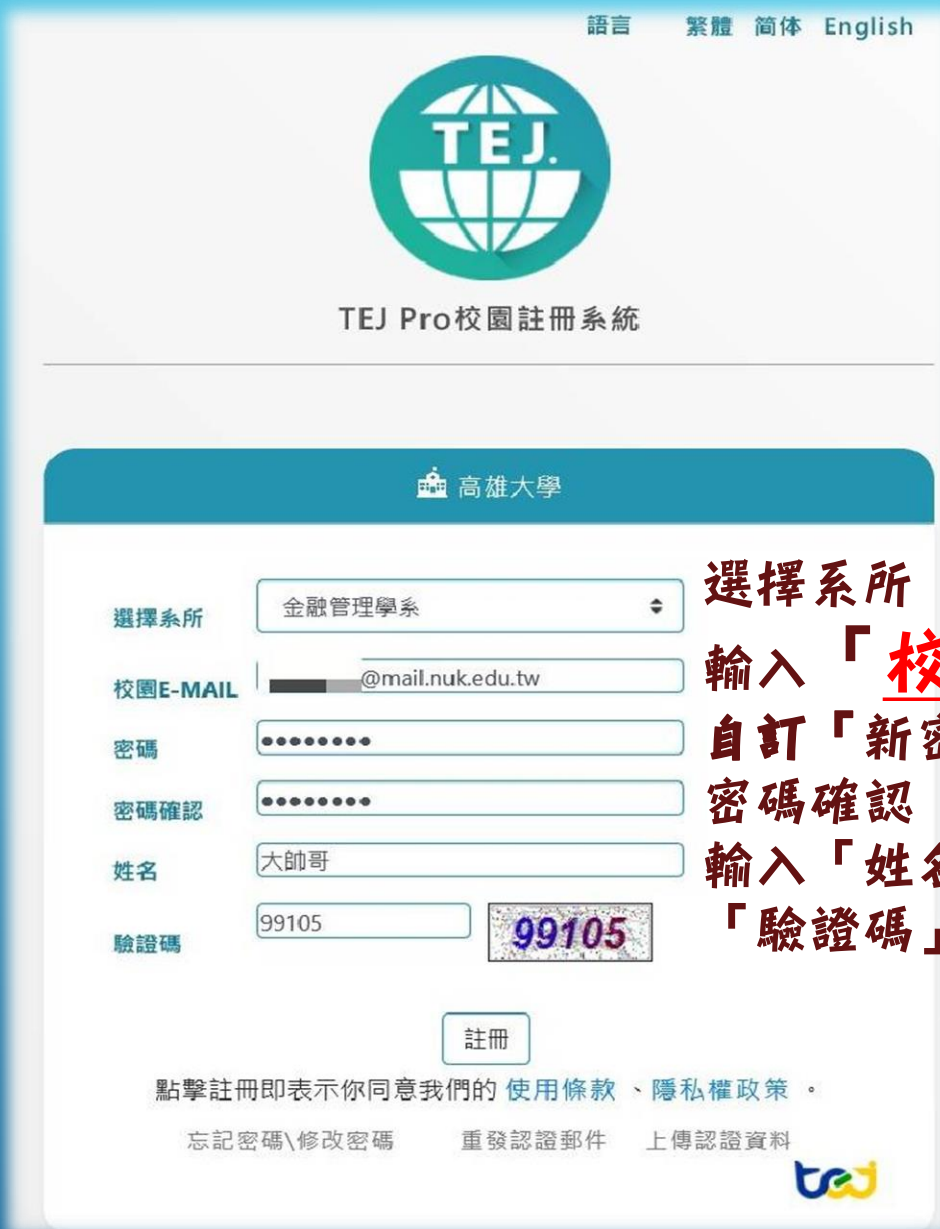 語言 繁體 简体 English
TEJ.
TEJ Pro校園註冊系統
高雄大學
選擇系所 金融管理學系 選擇系所
校園E-MAIL @mail.nuk.edu.tw 輸入「校
密碼 •••••••• 自訂「新密
密碼確認 •••••••• 密碼確認
姓名 大帥哥 輸入「姓名
驗證碼 99105 99105 「驗證碼」
註冊
點擊註冊即表示你同意我們的 使用條款 、隱私權政策 。
忘記密碼\修改密碼 重發認證郵件 上傳認證資料
tej